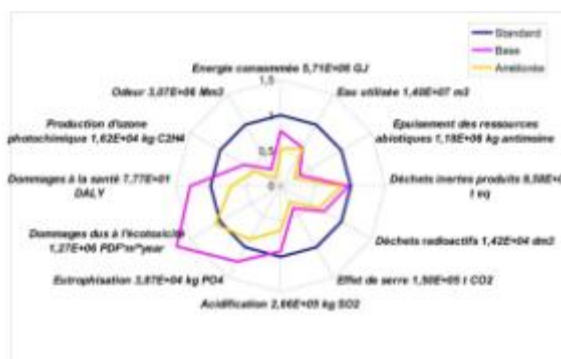 Standard
Base
Améliorée
Energie consommée 5,71E+06 GJ
1,5
Odeur 3,07E+06 Mm3
Eau utilisée 1,40E+07 m3
1
Production d'ozone
photochimique 1,62E+04 kg C2H4
Epuisement des ressources
abiotiques 1,18E+06 kg antimoine
0,5
Dommages à la santé 7,77E+01
DALY
0
Déchets inertes produits
t eq
Dommages dus à l'écotoxicité
1,27E+06 PDF*m²*year
Déchets radioactifs 1,42E+04 dm3
Eutrophisation 3,87E+04 kg PO4
Effet de serre 1,50E+05 t CO2
Acidification 2,66E+05 kg SO2